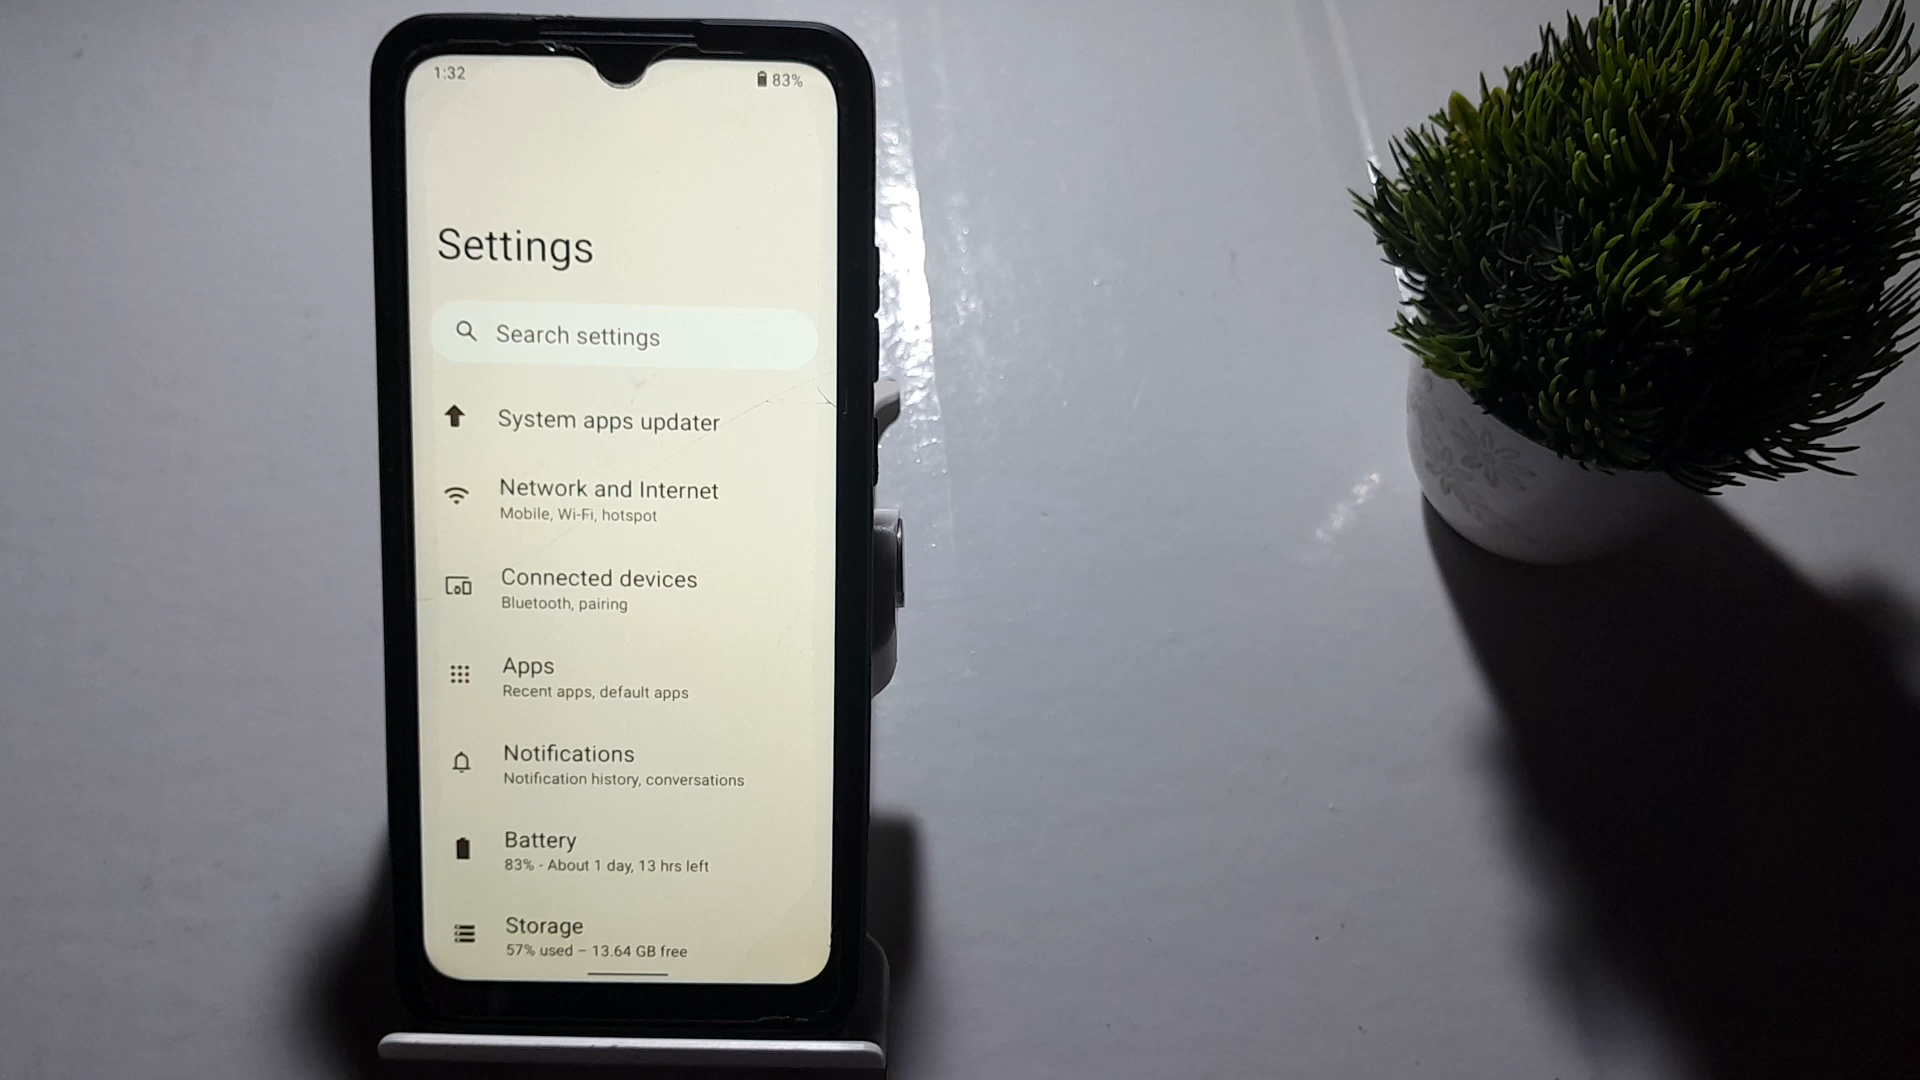 1:32
83%
Settings
Search settings
System apps updater
Network and Internet
Mobile, Wi-Fi, hotspot
Connected devices
Bluetooth, pairing
Apps
Recent apps, default apps
Notifications
Notification history, conversations
Battery
83% - About 1 day, 13 hrs left
Storage
57% used – 13.64 GB free